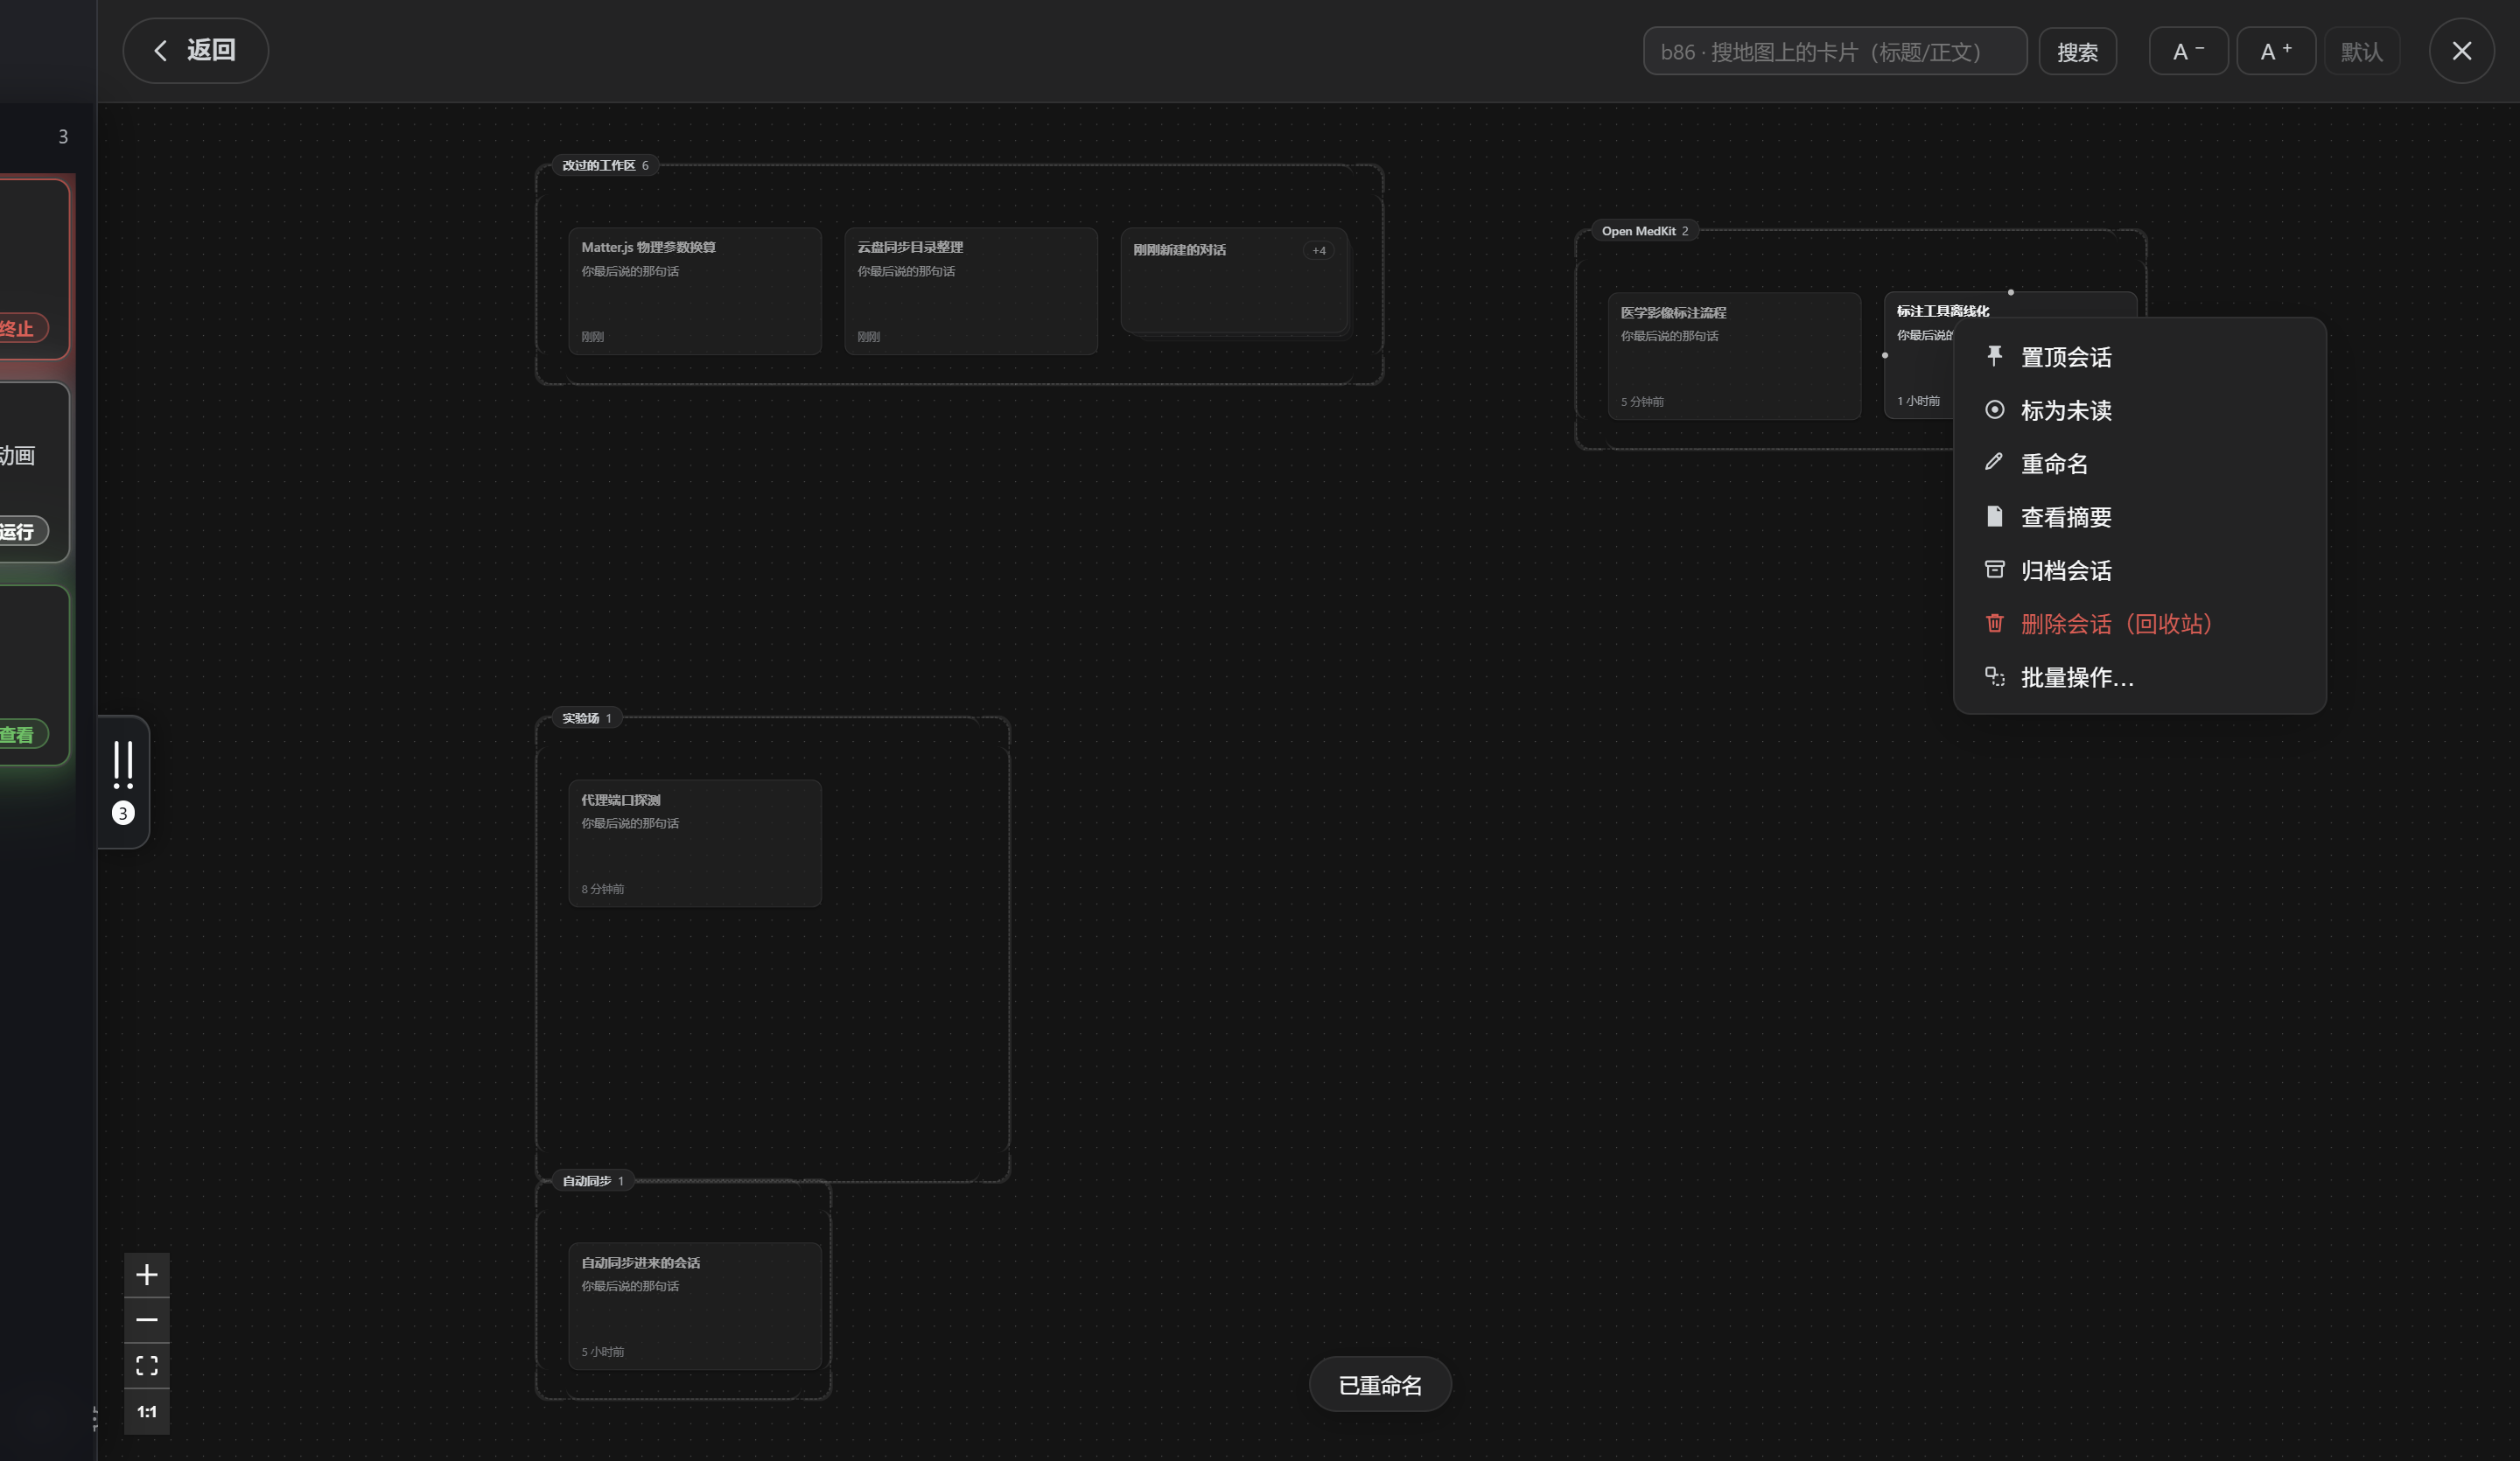 返回
b86 · 搜地图上的卡片（标题/正文）
搜索
A⁻
A⁺
默认
3
终止
动画
运行
查看
3
改过的工作区 6
Matter.js 物理参数换算
你最后说的那句话
刚刚
云盘同步目录整理
你最后说的那句话
刚刚
刚刚新建的对话
+4
Open MedKit 2
医学影像标注流程
你最后说的那句话
5 分钟前
标注工具离线化
你最后说的
1 小时前
置顶会话
标为未读
重命名
查看摘要
归档会话
删除会话（回收站）
批量操作...
实验场 1
代理端口探测
你最后说的那句话
8 分钟前
自动同步 1
自动同步进来的会话
你最后说的那句话
5 小时前
1:1
已重命名